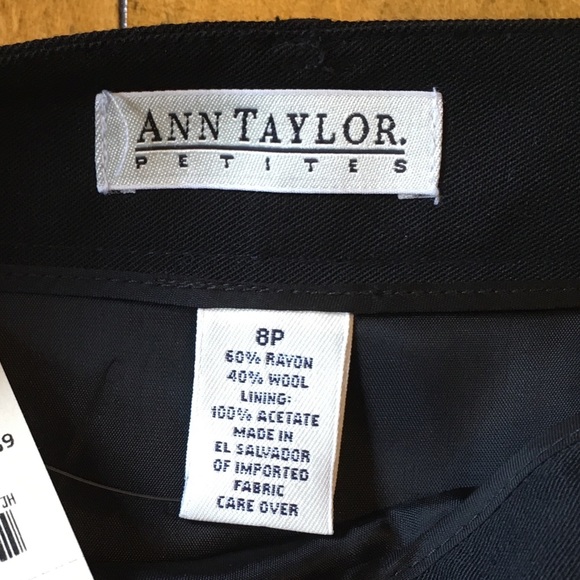 ANN TAYLOR.
PETITES
8P
60% RAYON
40% WOOL
LINING:
100% ACETATE
MADE IN
EL SALVADOR
OF IMPORTED
FABRIC
CARE OVER
JH